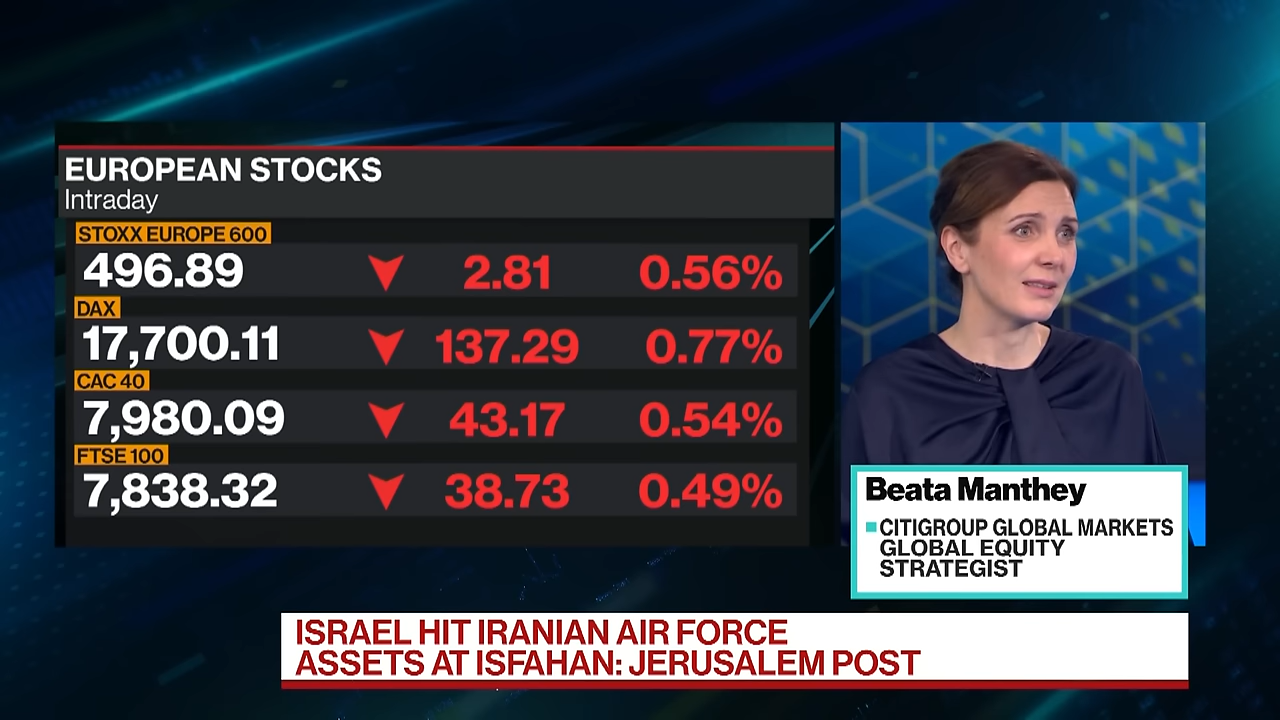 EUROPEAN STOCKS
Intraday
STOXX EUROPE 600
496.89 2.81 0.56%
DAX
17,700.11 137.29 0.77%
CAC 40
7,980.09 43.17 0.54%
FTSE 100
7,838.32 38.73 0.49%
Beata Manthey
CITIGROUP GLOBAL MARKETS
GLOBAL EQUITY
STRATEGIST
ISRAEL HIT IRANIAN AIR FORCE
ASSETS AT ISFAHAN: JERUSALEM POST